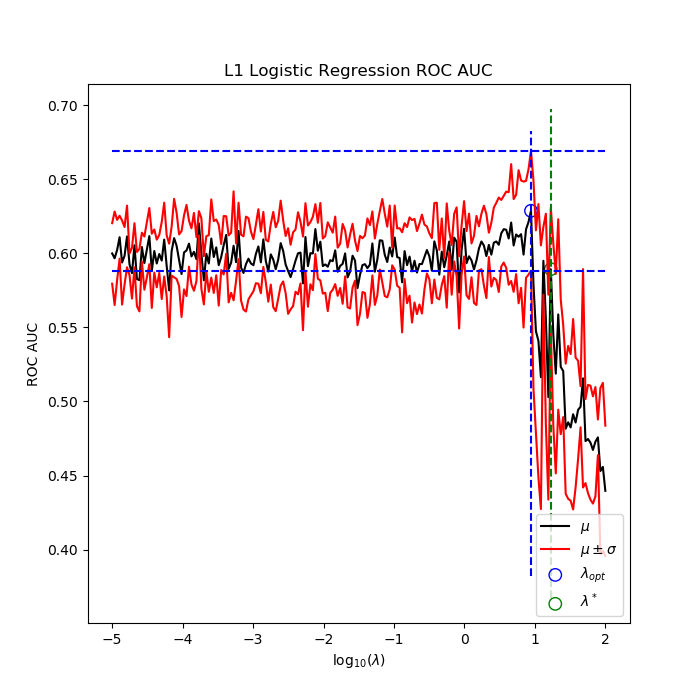 L1 Logistic Regression ROC AUC
ROC AUC
0.70
0.65
0.60
0.55
0.50
0.45
0.40
−5 −4 −3 −2 −1 0 1 2
log₁₀(λ)
μ
μ ± σ
λ_opt
λ*